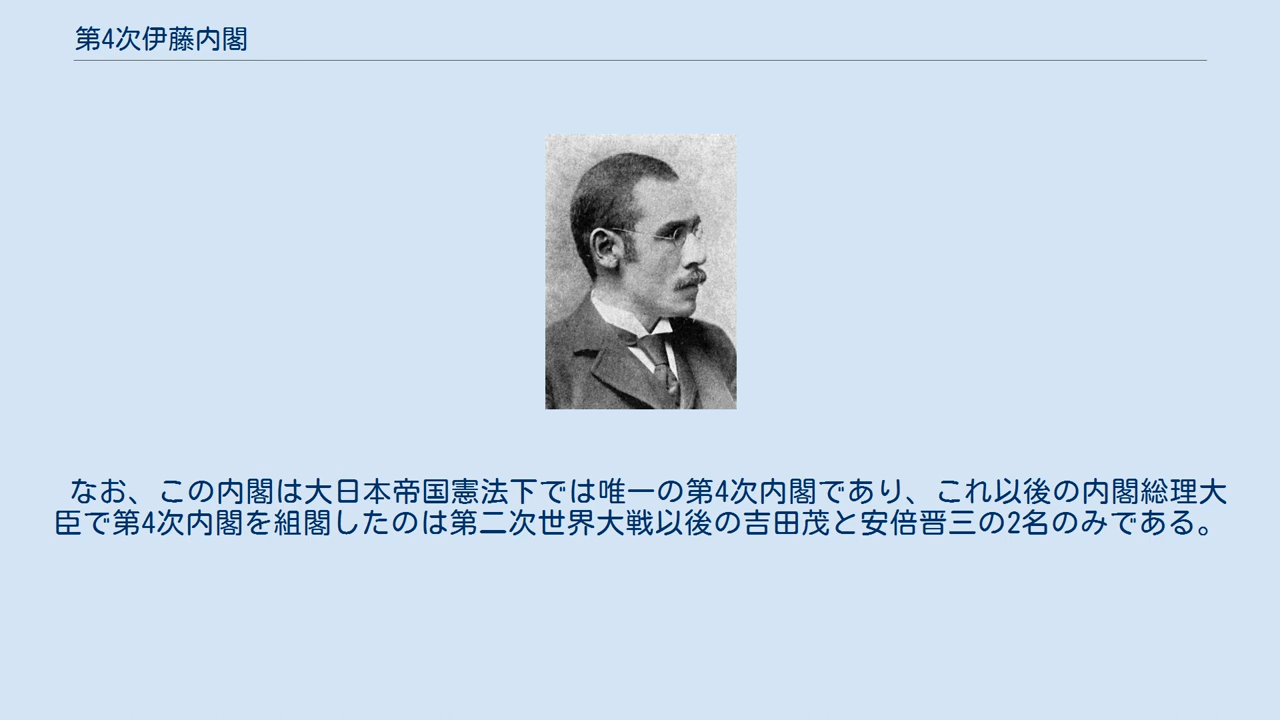 第4次伊藤内閣
なお、この内閣は大日本帝国憲法下では唯一の第4次内閣であり、これ以後の内閣総理大
臣で第4次内閣を組閣したのは第二次世界大戦以後の吉田茂と安倍晋三の2名のみである。